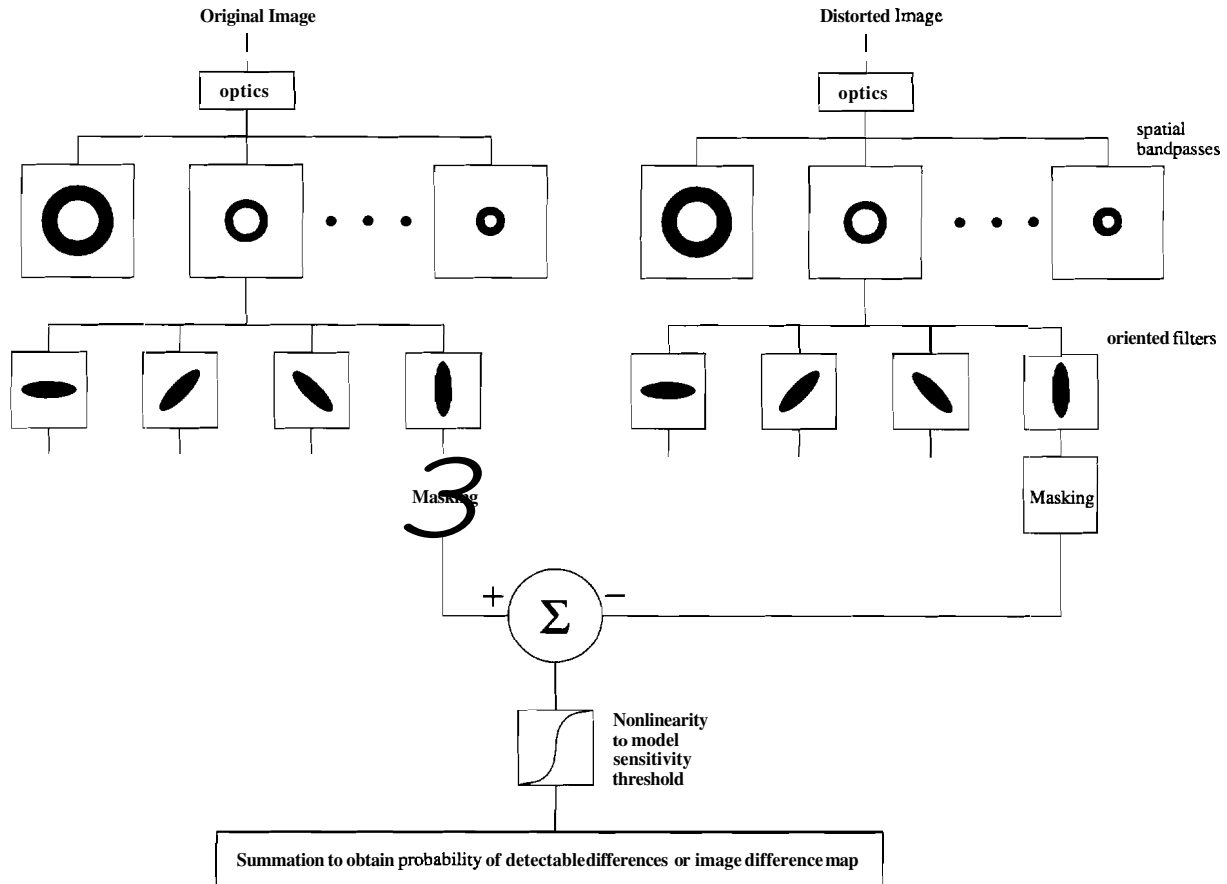 Original Image
Distorted Image
optics
optics
spatial
bandpasses
oriented filters
Masking
3
Masking
+
Σ
−
Nonlinearity
to model
sensitivity
threshold
Summation to obtain probability of detectable differences or image difference map